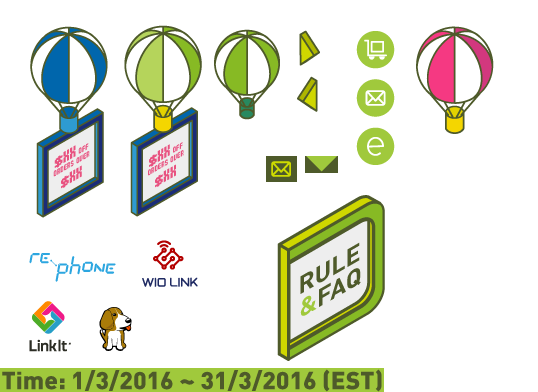 $XX OFF
ORDERS OVER
$XX
$XX OFF
ORDERS OVER
$XX
e
RULE
&FAQ
re_phone
WIO LINK
LinkIt
Time: 1/3/2016 ~ 31/3/2016 (EST)